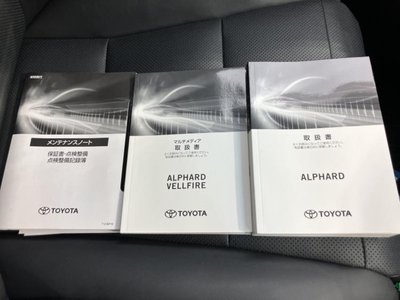 メンテナンスノート
保証書・点検整備
点検整備記録簿
TOYOTA
マルチメディア
取扱書
ALPHARD
VELLFIRE
TOYOTA
取扱書
ALPHARD
TOYOTA